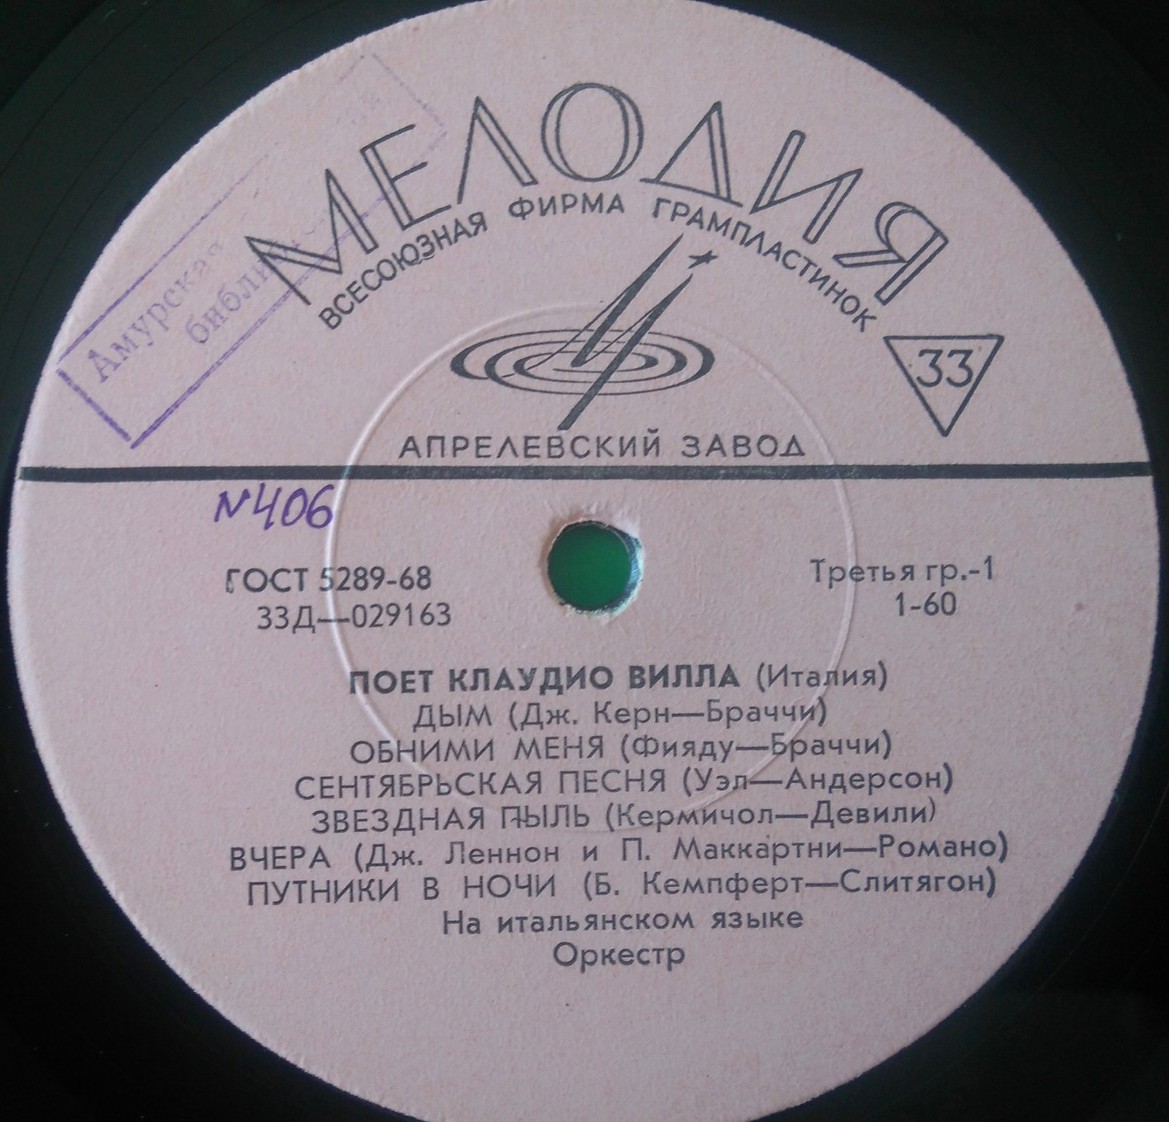 МЕЛОДИЯ
ВСЕСОЮЗНАЯ ФИРМА ГРАМПЛАСТИНОК
Амурская
33
АПРЕЛЕВСКИЙ ЗАВОД
№406
ГОСТ 5289-68
33Д—029163
Третья гр.-1
1-60
ПОЕТ КЛАУДИО ВИЛЛА (Италия)
ДЫМ (Дж. Керн—Браччи)
ОБНИМИ МЕНЯ (Фияду—Браччи)
СЕНТЯБРЬСКАЯ ПЕСНЯ (Уэл—Андерсон)
ЗВЕЗДНАЯ ПЫЛЬ (Кермичол—Девили)
ВЧЕРА (Дж. Леннон и П. Маккартни—Романо)
ПУТНИКИ В НОЧИ (Б. Кемпферт—Слитягон)
На итальянском языке
Оркестр